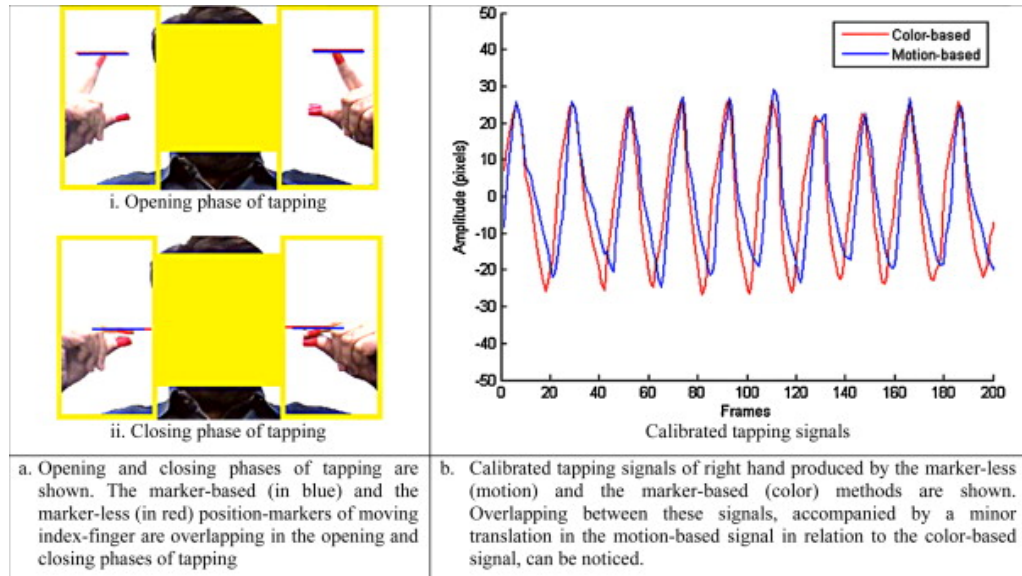 i. Opening phase of tapping
ii. Closing phase of tapping
50
40
30
20
10
0
-10
-20
-30
-40
-50
Amplitude (pixels)
Color-based
Motion-based
0 20 40 60 80 100 120 140 160 180 200
Frames
Calibrated tapping signals
a. Opening and closing phases of tapping are
shown. The marker-based (in blue) and the
marker-less (in red) position-markers of moving
index-finger are overlapping in the opening and
closing phases of tapping
b. Calibrated tapping signals of right hand produced by the marker-less
(motion) and the marker-based (color) methods are shown.
Overlapping between these signals, accompanied by a minor
translation in the motion-based signal in relation to the color-based
signal, can be noticed.